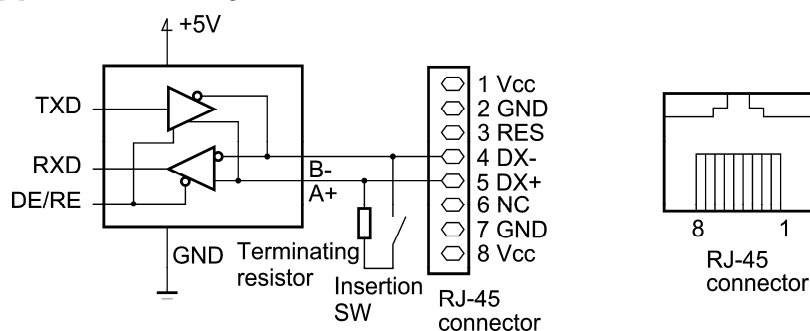 +5V
TXD
RXD
DE/RE
B-
A+
GND
Terminating
resistor
Insertion
SW
1 Vcc
2 GND
3 RES
4 DX-
5 DX+
6 NC
7 GND
8 Vcc
RJ-45
connector
8 1
RJ-45
connector